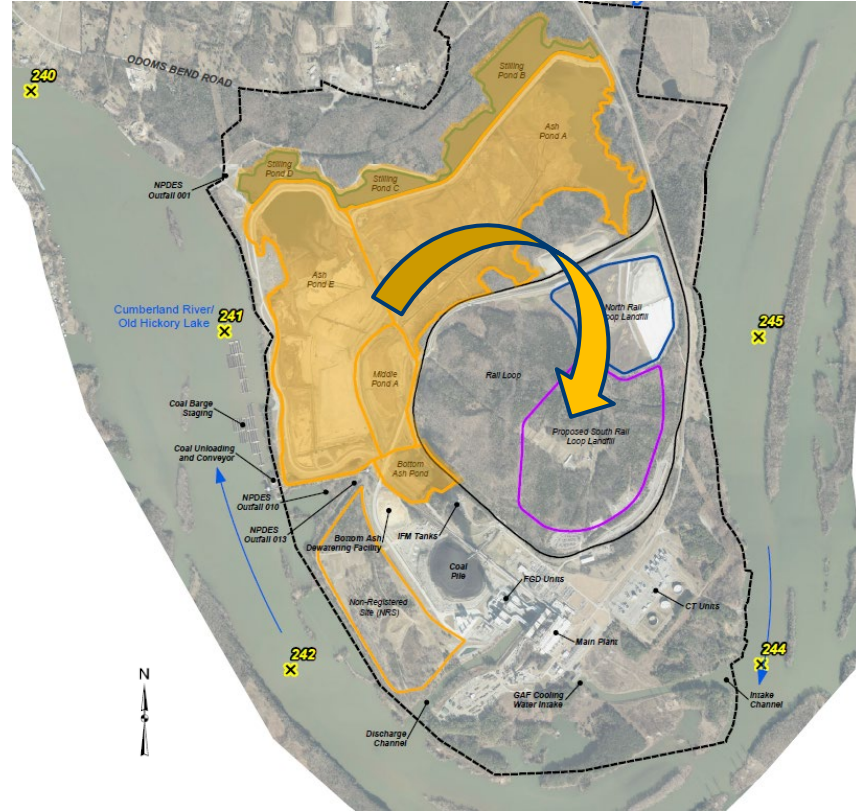 240
ODOMS BEND ROAD
Stilling
Pond B
Ash
Pond A
Stilling
Pond D
Stilling
Pond C
NPDES
Outfall 001
Ash
Pond E
Cumberland River/
Old Hickory Lake
241
245
North Rail
Loop Landfill
Rail Loop
Middle
Pond A
Coal Barge
Staging
Proposed South Rail
Loop Landfill
Coal Unloading
and Conveyor
Bottom
Ash Pond
NPDES
Outfall 010
NPDES
Outfall 013
Bottom Ash
Dewatering Facility
IFM Tanks
Coal
Pile
FGD Units
CT Units
Non-Registered
Site (NRS)
Main Plant
242
244
N
GAF Cooling
Water Intake
Intake
Channel
Discharge
Channel